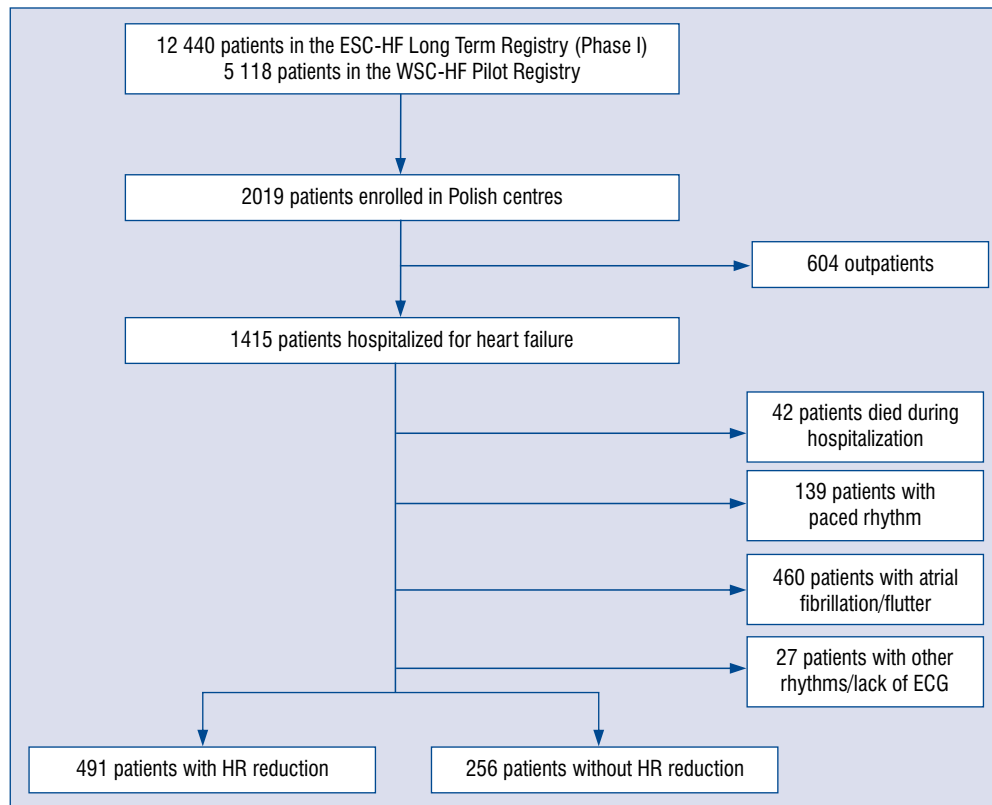 12 440 patients in the ESC-HF Long Term Registry (Phase I)
5 118 patients in the WSC-HF Pilot Registry
2019 patients enrolled in Polish centres
604 outpatients
1415 patients hospitalized for heart failure
42 patients died during
hospitalization
139 patients with
paced rhythm
460 patients with atrial
fibrillation/flutter
27 patients with other
rhythms/lack of ECG
491 patients with HR reduction
256 patients without HR reduction